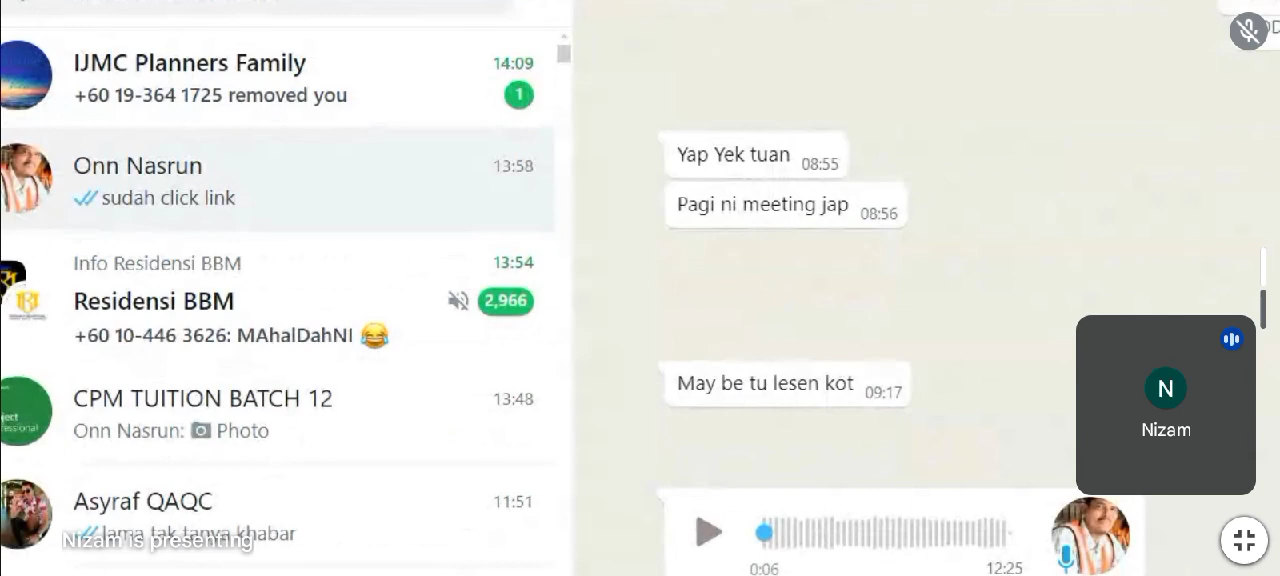 IJMC Planners Family 14:09
+60 19-364 1725 removed you 1
Onn Nasrun 13:58
sudah click link
Info Residensi BBM 13:54
Residensi BBM 2,966
+60 10-446 3626: MAhalDahNI 😂
CPM TUITION BATCH 12 13:48
Onn Nasrun: Photo
Asyraf QAQC 11:51
lama tak tanya khabar
Nizam is presenting
Yap Yek tuan 08:55
Pagi ni meeting jap 08:56
May be tu lesen kot 09:17
0:06 12:25
N
Nizam